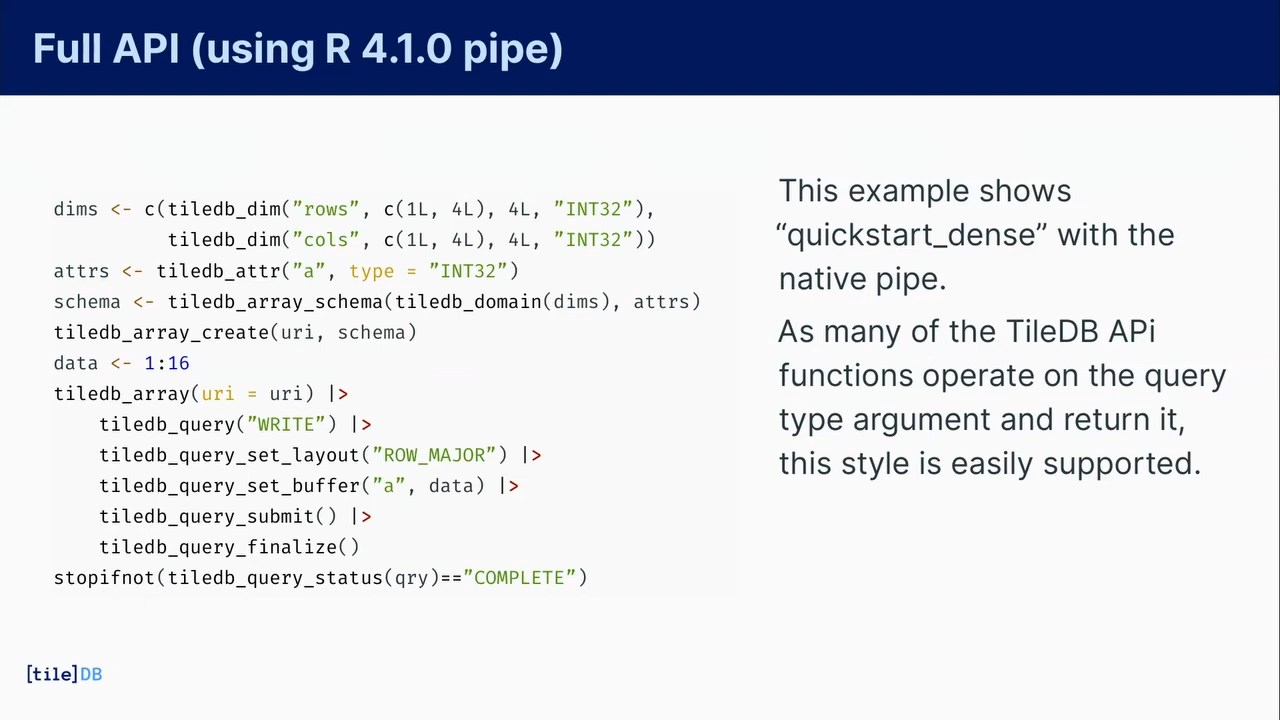 Full API (using R 4.1.0 pipe)
dims <- c(tiledb_dim(”rows”, c(1L, 4L), 4L, ”INT32”),
          tiledb_dim(”cols”, c(1L, 4L), 4L, ”INT32”))
attrs <- tiledb_attr(”a”, type = ”INT32”)
schema <- tiledb_array_schema(tiledb_domain(dims), attrs)
tiledb_array_create(uri, schema)
data <- 1:16
tiledb_array(uri = uri) |>
    tiledb_query(”WRITE”) |>
    tiledb_query_set_layout(”ROW_MAJOR”) |>
    tiledb_query_set_buffer(”a”, data) |>
    tiledb_query_submit() |>
    tiledb_query_finalize()
stopifnot(tiledb_query_status(qry)==”COMPLETE”)
This example shows
“quickstart_dense” with the
native pipe.
As many of the TileDB APi
functions operate on the query
type argument and return it,
this style is easily supported.
[tile]DB